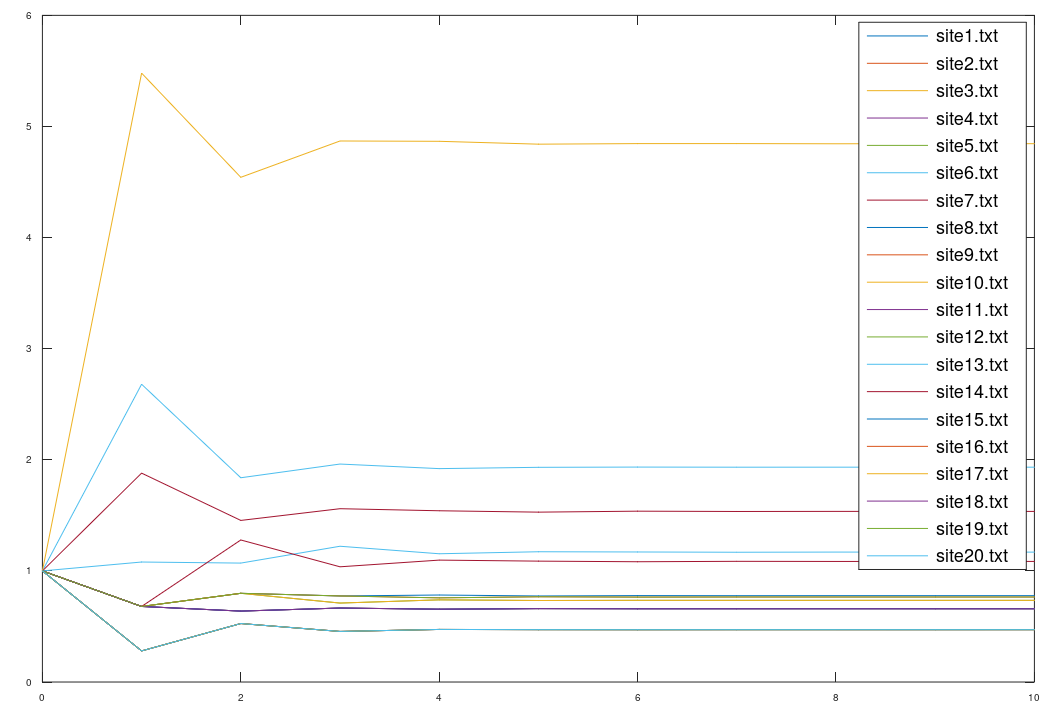 6
5
4
3
2
1
0
0 2 4 6 8 10
site1.txt
site2.txt
site3.txt
site4.txt
site5.txt
site6.txt
site7.txt
site8.txt
site9.txt
site10.txt
site11.txt
site12.txt
site13.txt
site14.txt
site15.txt
site16.txt
site17.txt
site18.txt
site19.txt
site20.txt